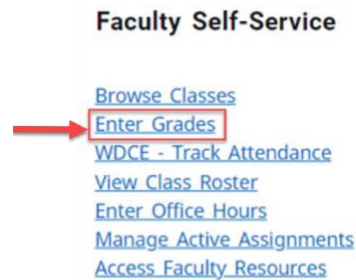 Faculty Self-Service
Browse Classes
Enter Grades
WDCE - Track Attendance
View Class Roster
Enter Office Hours
Manage Active Assignments
Access Faculty Resources